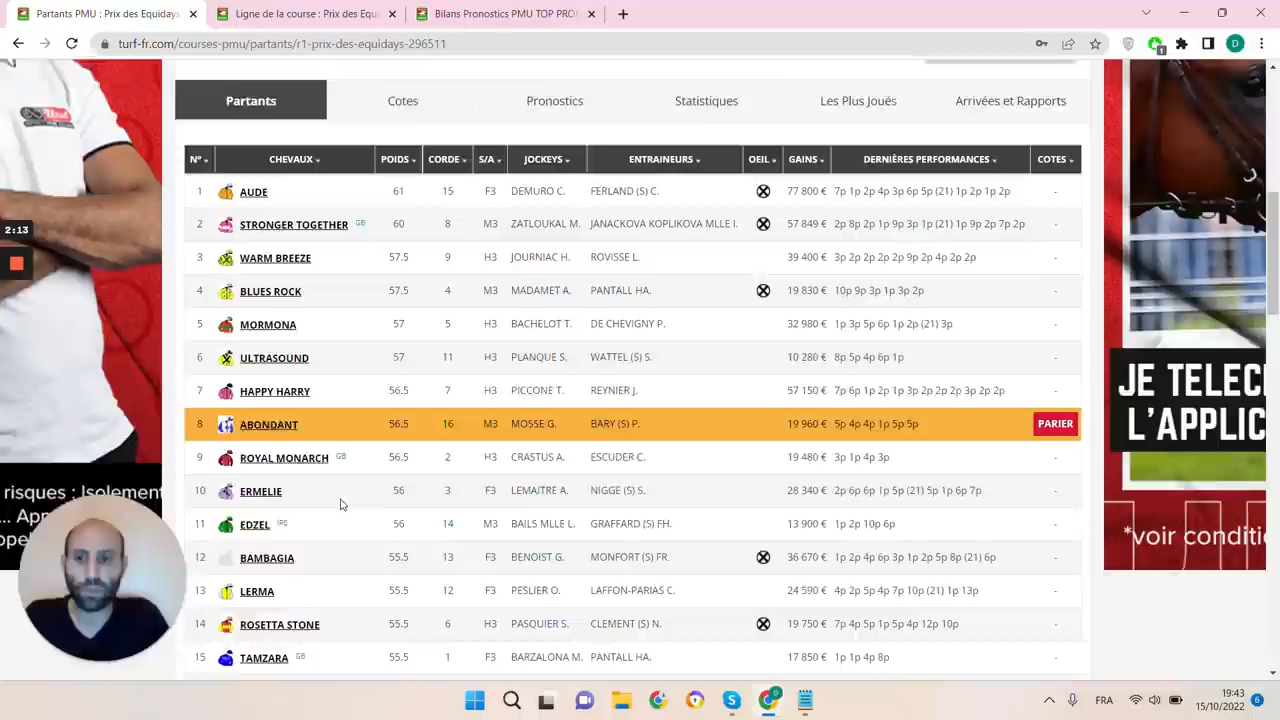 Partants PMU : Prix des Equidays
Ligne de la course : Prix des Equ
Bilans Pronostics PMU TOP PRO
turf-fr.com/courses-pmu/partants/r1-prix-des-equidays-296511
Partants Cotes Pronostics Statistiques Les Plus Joués Arrivées et Rapports
N° CHEVAUX POIDS CORDE S/A JOCKEYS ENTRAINEURS OEIL GAINS DERNIÈRES PERFORMANCES COTES
1 AUDE 61 15 F3 DEMURO C. FERLAND (S) C. 77 800 € 7p 1p 2p 4p 3p 6p 5p (21) 1p 2p 1p 2p -
2 STRONGER TOGETHER GB 60 8 M3 ZATLOUKAL M. JANACKOVA KOPLIKOVA MLLE I. 57 849 € 2p 8p 2p 1p 9p 3p 1p (21) 1p 9p 2p 7p 2p -
3 WARM BREEZE 57.5 9 H3 JOURNIAC H. ROVISSE L. 39 400 € 3p 2p 2p 2p 2p 9p 2p 4p 2p 2p -
4 BLUES ROCK 57.5 4 M3 MADAMET A. PANTALL HA. 19 830 € 10p 9p 3p 1p 3p 2p -
5 MORMONA 57 5 H3 BACHELOT T. DE CHEVIGNY P. 32 980 € 1p 3p 5p 6p 1p 2p (21) 3p -
6 ULTRASOUND 57 11 H3 PLANQUE S. WATTEL (S) S. 10 280 € 8p 5p 4p 6p 1p -
7 HAPPY HARRY 56.5 7 H3 PICCONE T. REYNIER J. 57 150 € 7p 6p 1p 2p 1p 3p 2p 2p 2p 3p 2p 2p -
8 ABONDANT 56.5 16 M3 MOSSE G. BARY (S) P. 19 960 € 5p 4p 4p 1p 5p 5p PARIER
9 ROYAL MONARCH GB 56.5 2 H3 CRASTUS A. ESCUDER C. 19 480 € 3p 1p 4p 3p -
10 ERMELIE 56 3 F3 LEMAITRE A. NIGGE (S) S. 28 340 € 2p 6p 6p 1p 5p (21) 5p 1p 6p 7p -
11 EDZEL IRE 56 14 M3 BAILS MLLE L. GRAFFARD (S) FH. 13 900 € 1p 2p 10p 6p -
12 BAMBAGIA 55.5 13 F3 BENOIST G. MONFORT (S) FR. 36 670 € 1p 2p 4p 6p 3p 1p 2p 5p 8p (21) 6p -
13 LERMA 55.5 12 F3 PESLIER O. LAFFON-PARIAS C. 24 590 € 4p 2p 5p 4p 7p 10p (21) 1p 13p -
14 ROSETTA STONE 55.5 6 H3 PASQUIER S. CLEMENT (S) N. 19 750 € 7p 4p 5p 1p 5p 4p 12p 10p -
15 TAMZARA GB 55.5 1 F3 BARZALONA M. PANTALL HA. 17 850 € 1p 1p 4p 8p -
2:13
risques : Isolement
... App
ppe
JE TELEC
L'APPLIC
*voir conditi
FRA
19:43
15/10/2022
6